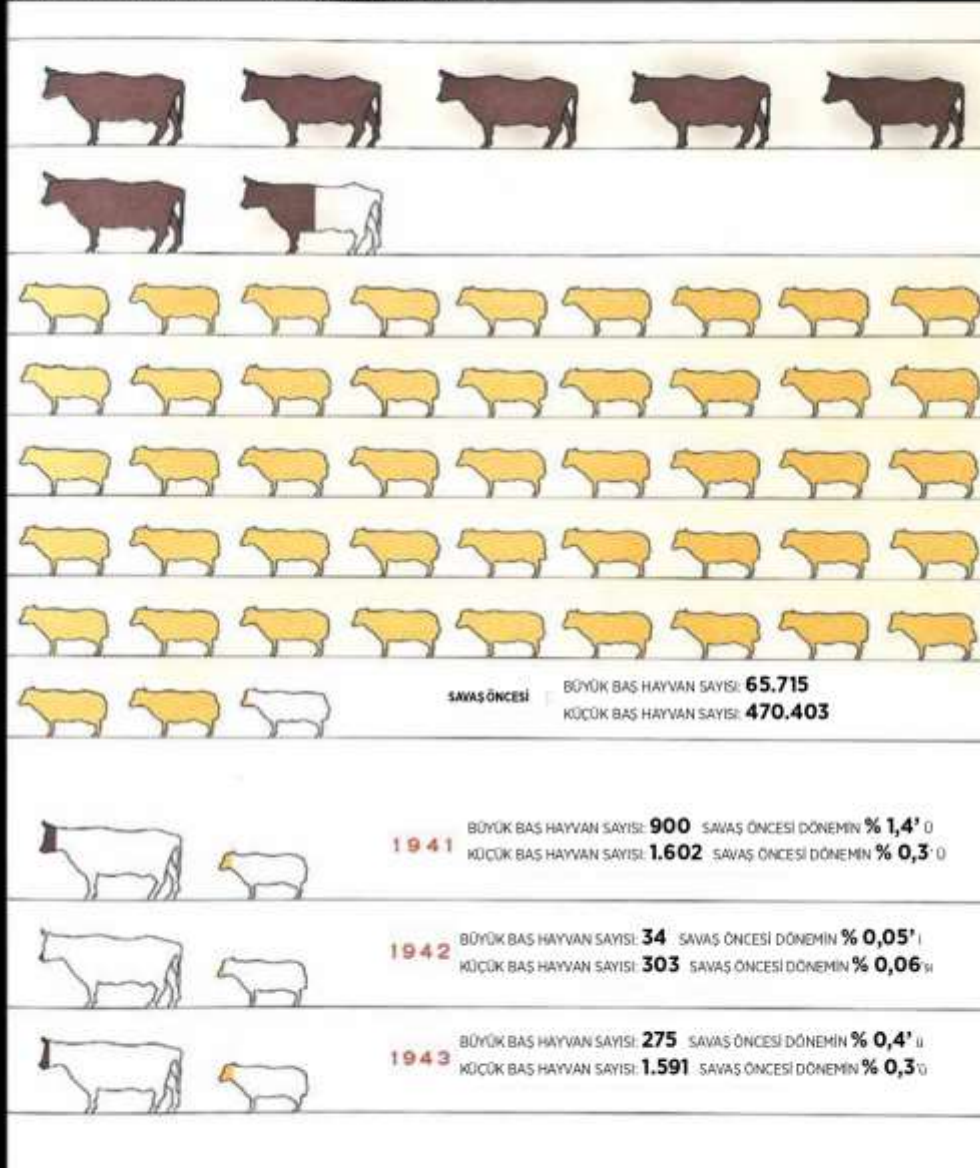 SAVAŞ ÖNCESİ
BÜYÜK BAŞ HAYVAN SAYISI: 65.715
KÜÇÜK BAŞ HAYVAN SAYISI: 470.403
1941
BÜYÜK BAŞ HAYVAN SAYISI: 900 SAVAŞ ÖNCESİ DÖNEMİN % 1,4' Ü
KÜÇÜK BAŞ HAYVAN SAYISI: 1.602 SAVAŞ ÖNCESİ DÖNEMİN % 0,3' Ü
1942
BÜYÜK BAŞ HAYVAN SAYISI: 34 SAVAŞ ÖNCESİ DÖNEMİN % 0,05' i
KÜÇÜK BAŞ HAYVAN SAYISI: 303 SAVAŞ ÖNCESİ DÖNEMİN % 0,06'sı
1943
BÜYÜK BAŞ HAYVAN SAYISI: 275 SAVAŞ ÖNCESİ DÖNEMİN % 0,4' ü
KÜÇÜK BAŞ HAYVAN SAYISI: 1.591 SAVAŞ ÖNCESİ DÖNEMİN % 0,3'ü